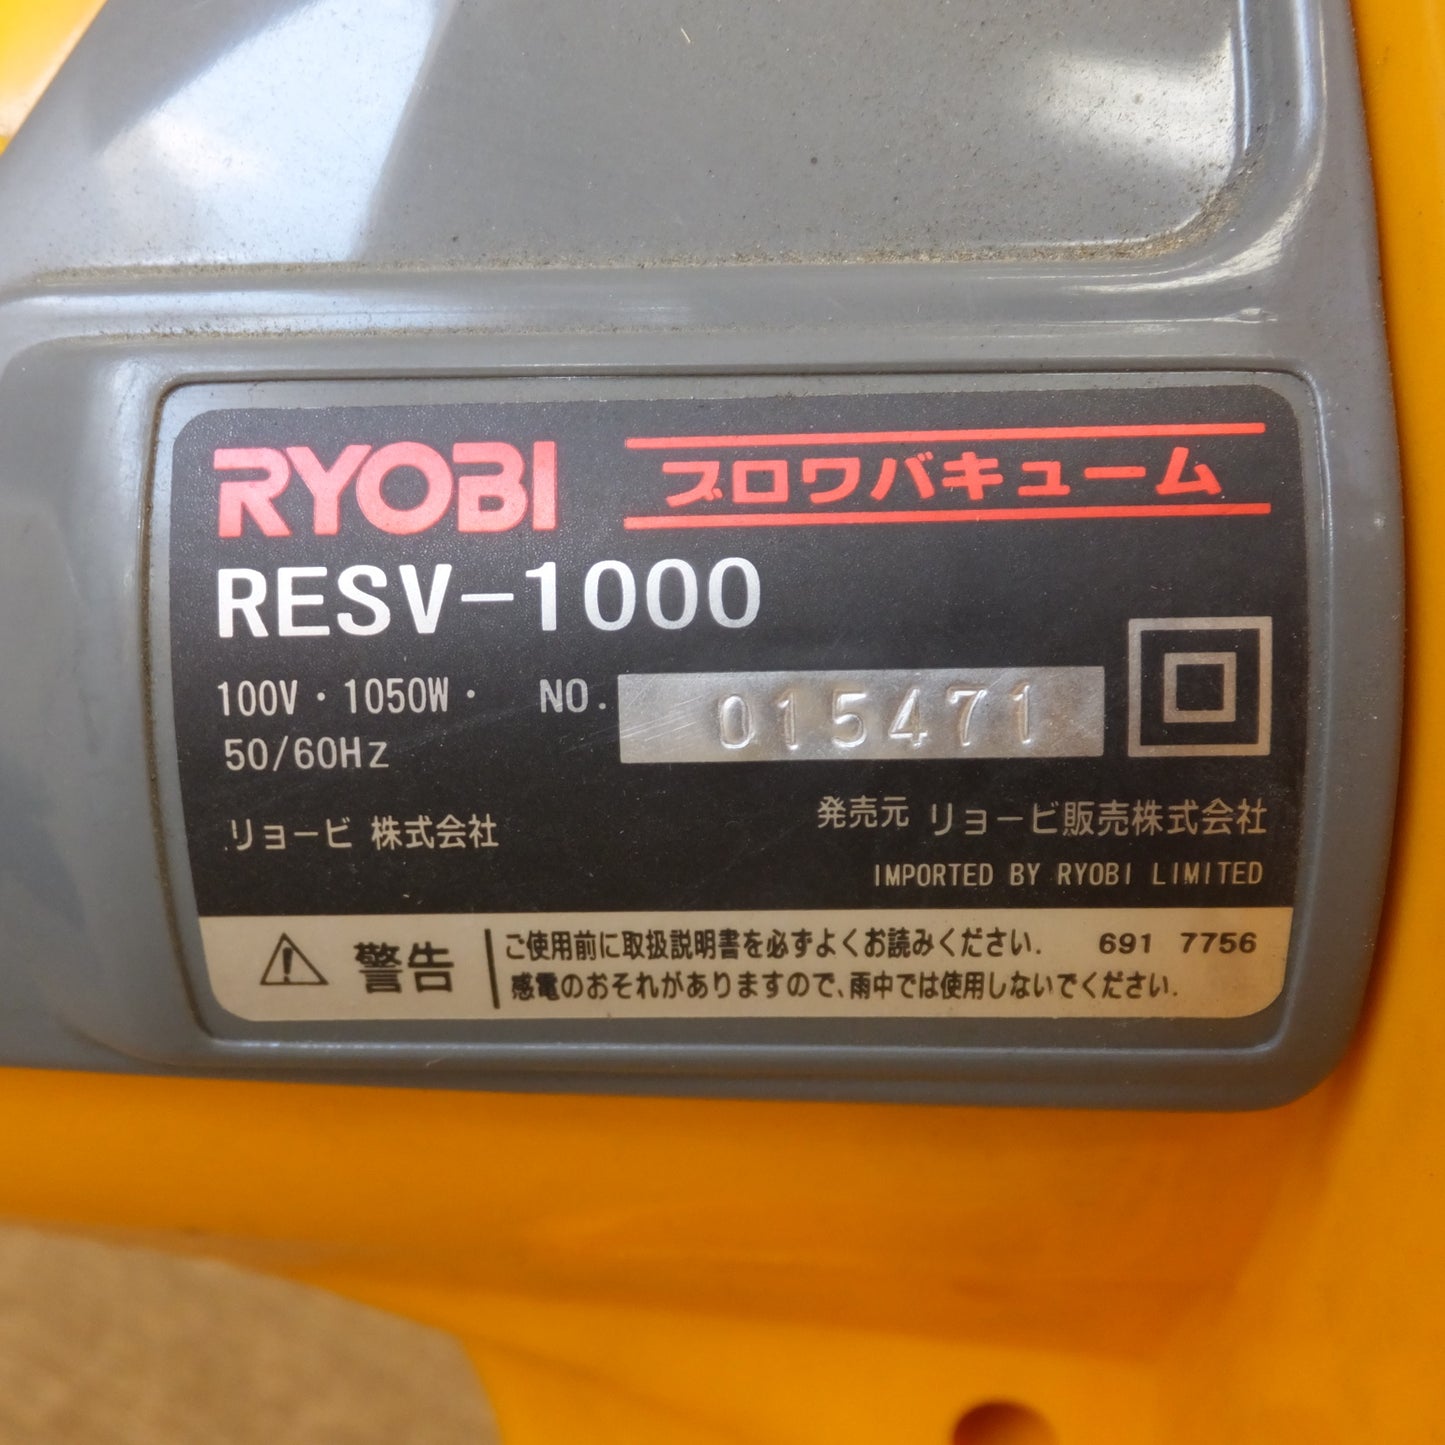 RYOBI ブロワバキューム
RESV-1000
100V・1050W・ NO. 015471
50/60Hz
リョービ 株式会社
発売元 リョービ販売株式会社
IMPORTED BY RYOBI LIMITED
警告
ご使用前に取扱説明書を必ずよくお読みください. 691 7756
感電のおそれがありますので､雨中では使用しないでください.